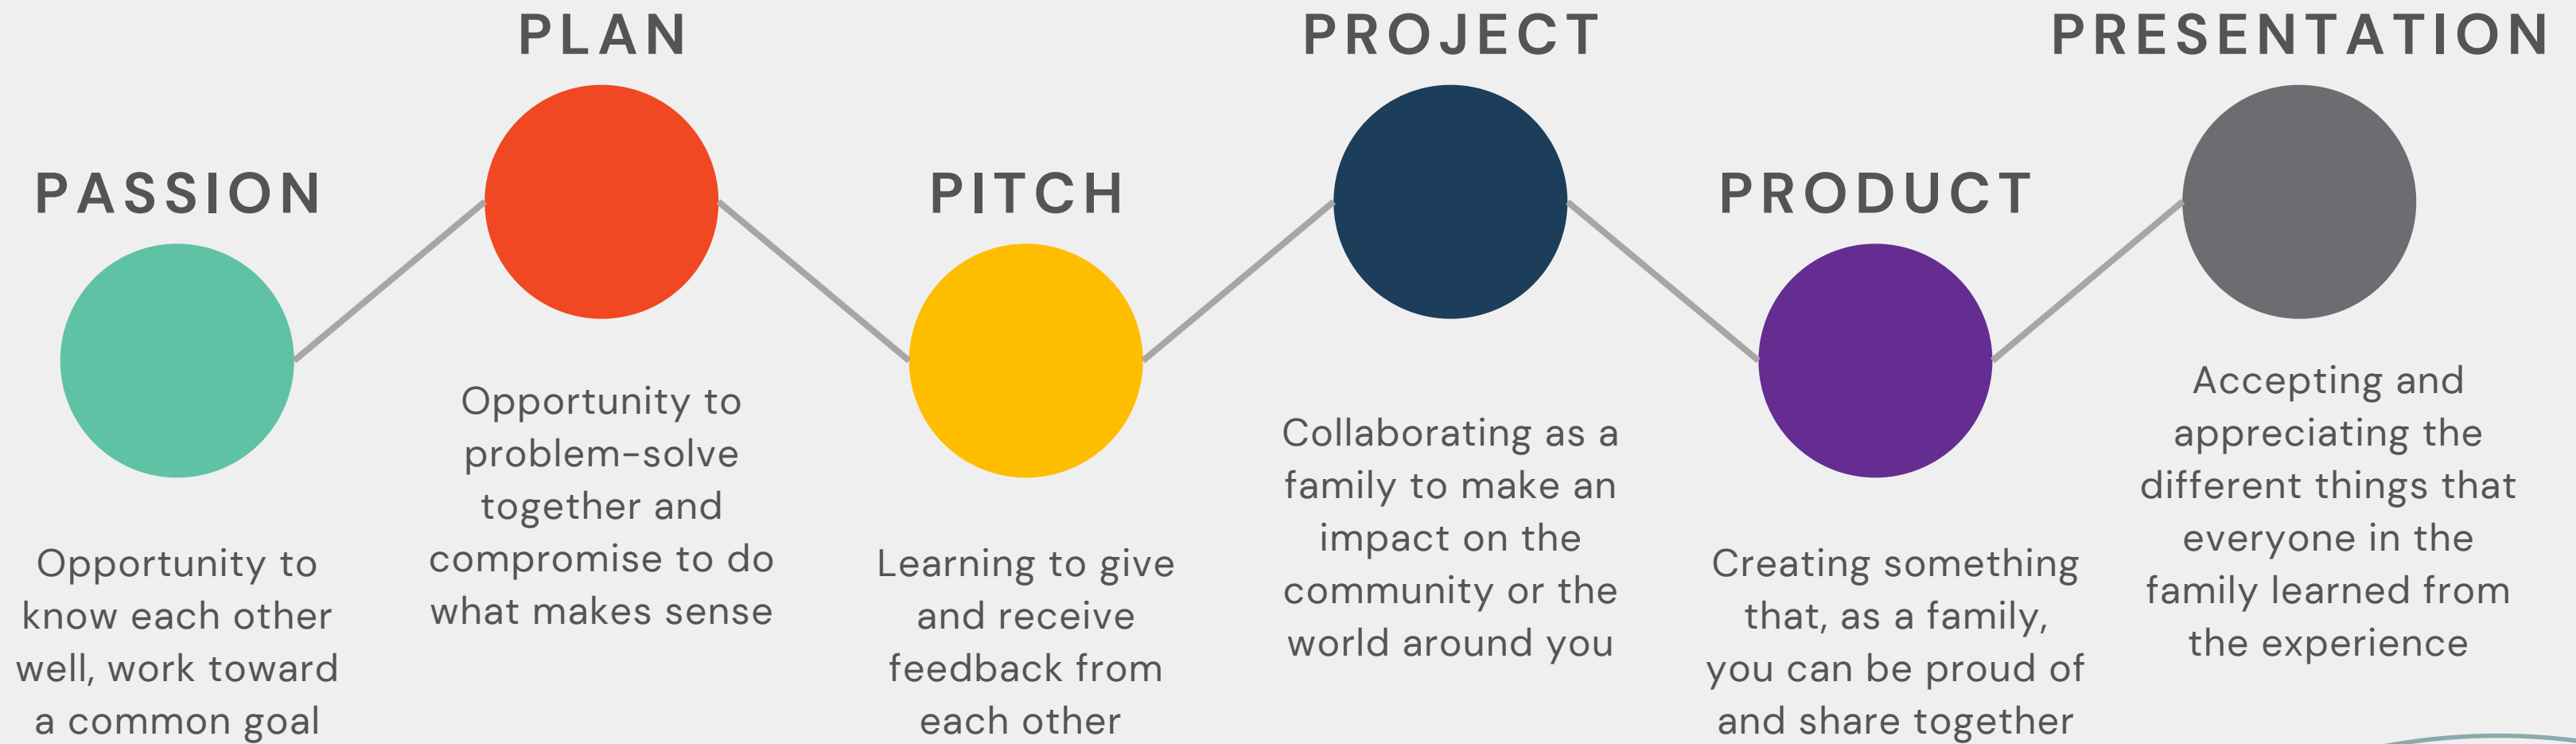 PASSION
Opportunity to
know each other
well, work toward
a common goal
PLAN
Opportunity to
problem-solve
together and
compromise to do
what makes sense
PITCH
Learning to give
and receive
feedback from
each other
PROJECT
Collaborating as a
family to make an
impact on the
community or the
world around you
PRODUCT
Creating something
that, as a family,
you can be proud of
and share together
PRESENTATION
Accepting and
appreciating the
different things that
everyone in the
family learned from
the experience